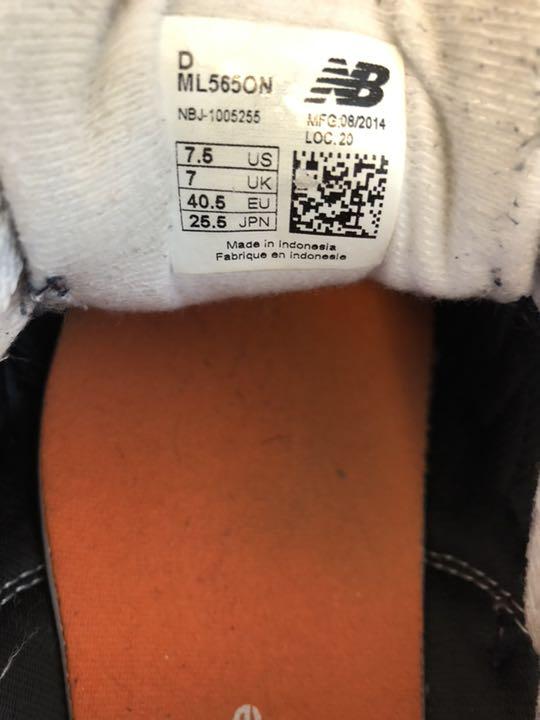 D
ML565ON
NB
NBJ-1005255
MFG:08/2014
LOC. 20
7.5 US
7 UK
40.5 EU
25.5 JPN
Made in Indonesia
Fabrique en Indonesie